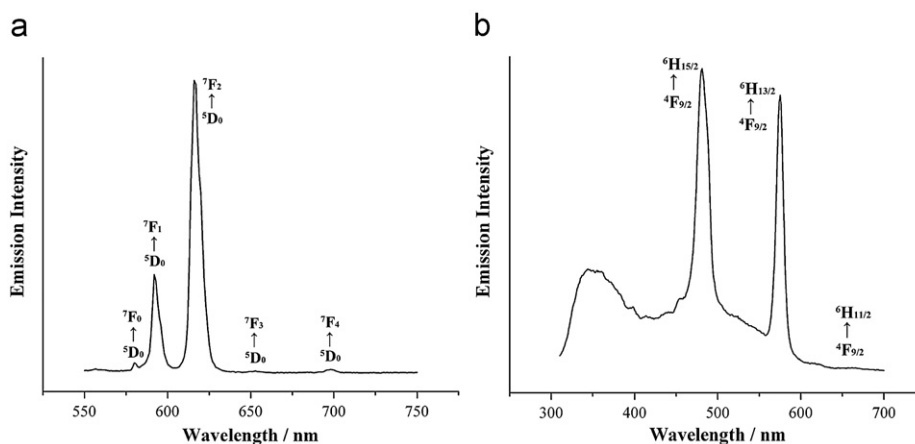 a
Emission Intensity
⁷F₀
↑
⁵D₀
⁷F₁
↑
⁵D₀
⁷F₂
↑
⁵D₀
⁷F₃
↑
⁵D₀
⁷F₄
↑
⁵D₀
550 600 650 700 750
Wavelength / nm
b
Emission Intensity
⁶H₁₅/₂
↑
⁴F₉/₂
⁶H₁₃/₂
↑
⁴F₉/₂
⁶H₁₁/₂
↑
⁴F₉/₂
300 400 500 600 700
Wavelength / nm